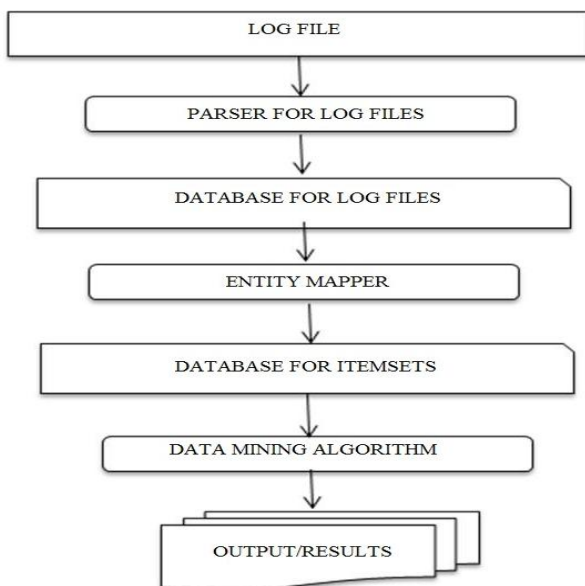 LOG FILE
PARSER FOR LOG FILES
DATABASE FOR LOG FILES
ENTITY MAPPER
DATABASE FOR ITEMSETS
DATA MINING ALGORITHM
OUTPUT/RESULTS